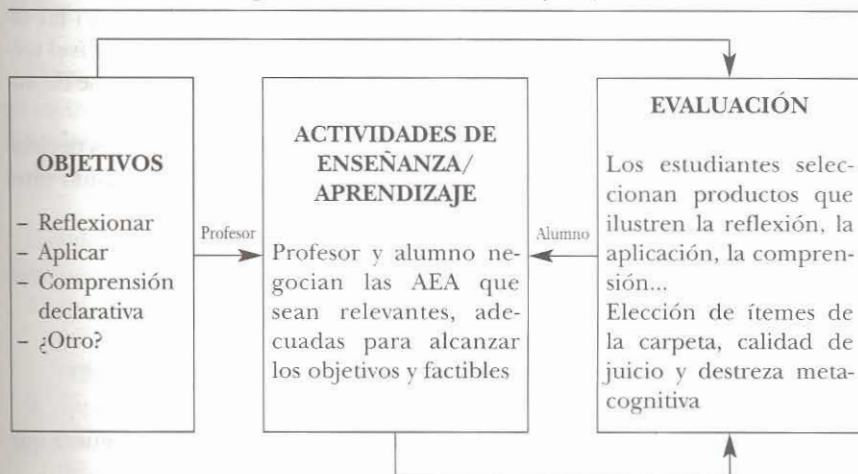 OBJETIVOS
– Reflexionar
– Aplicar
– Comprensión
declarativa
– ¿Otro?
Profesor
ACTIVIDADES DE
ENSEÑANZA/
APRENDIZAJE
Profesor y alumno ne-
gocian las AEA que
sean relevantes, ade-
cuadas para alcanzar
los objetivos y factibles
Alumno
EVALUACIÓN
Los estudiantes selec-
cionan productos que
ilustren la reflexión, la
aplicación, la compren-
sión...
Elección de ítemes de
la carpeta, calidad de
juicio y destreza meta-
cognitiva